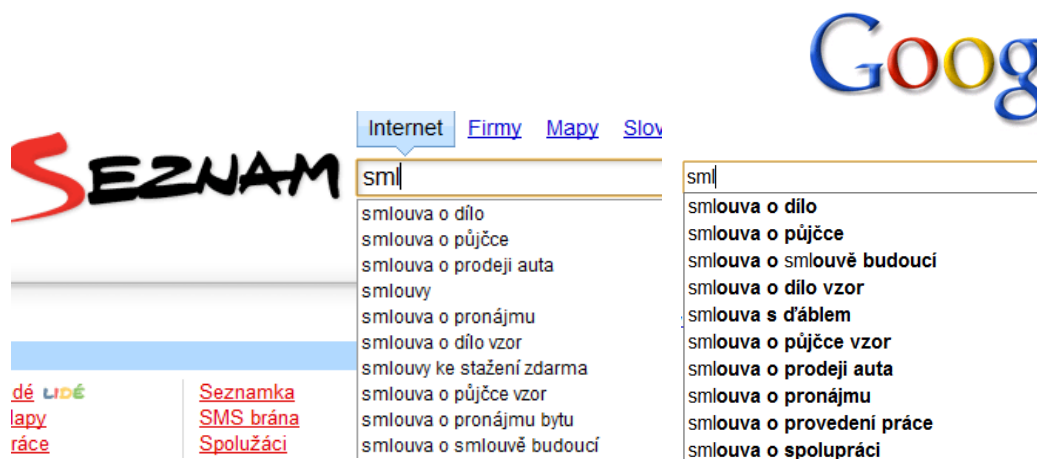 Goog
SEZNAM
Internet Firmy Mapy Slov
sml
smlouva o dílo
smlouva o půjčce
smlouva o prodeji auta
smlouvy
smlouva o pronájmu
smlouva o dílo vzor
smlouvy ke stažení zdarma
smlouva o půjčce vzor
smlouva o pronájmu bytu
smlouva o smlouvě budoucí
sml
smlouva o dílo
smlouva o půjčce
smlouva o smlouvě budoucí
smlouva o dílo vzor
smlouva s ďáblem
smlouva o půjčce vzor
smlouva o prodeji auta
smlouva o pronájmu
smlouva o provedení práce
smlouva o spolupráci
dé LIDÉ
lapy
ráce
Seznamka
SMS brána
Spolužáci